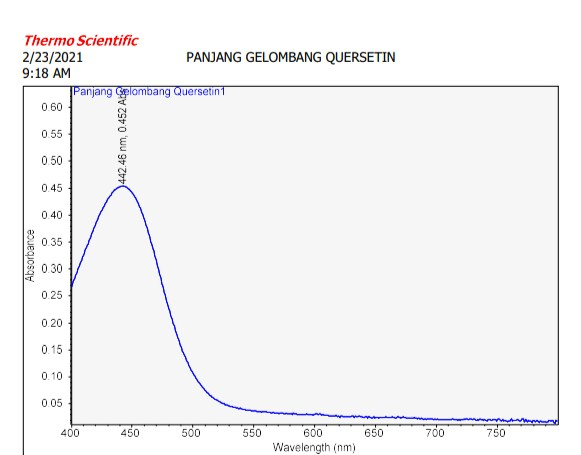 Thermo Scientific
2/23/2021
PANJANG GELOMBANG QUERSETIN
9:18 AM
Panjang Gelombang Quersetin1
442.46 nm, 0.452 Abs
0.60
0.55
0.50
0.45
0.40
0.35
0.30
0.25
0.20
0.15
0.10
0.05
Absorbance
400 450 500 550 600 650 700 750
Wavelength (nm)